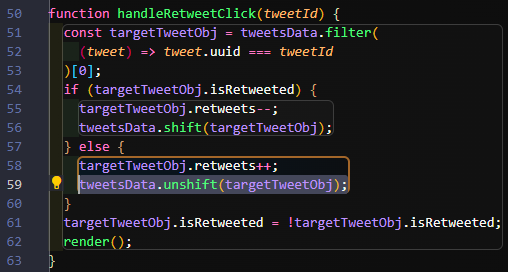 50 function handleRetweetClick(tweetId) {
51 const targetTweetObj = tweetsData.filter(
52 (tweet) => tweet.uuid === tweetId
53 )[0];
54 if (targetTweetObj.isRetweeted) {
55 targetTweetObj.retweets--;
56 tweetsData.shift(targetTweetObj);
57 } else {
58 targetTweetObj.retweets++;
59 tweetsData.unshift(targetTweetObj);
60 }
61 targetTweetObj.isRetweeted = !targetTweetObj.isRetweeted;
62 render();
63 }